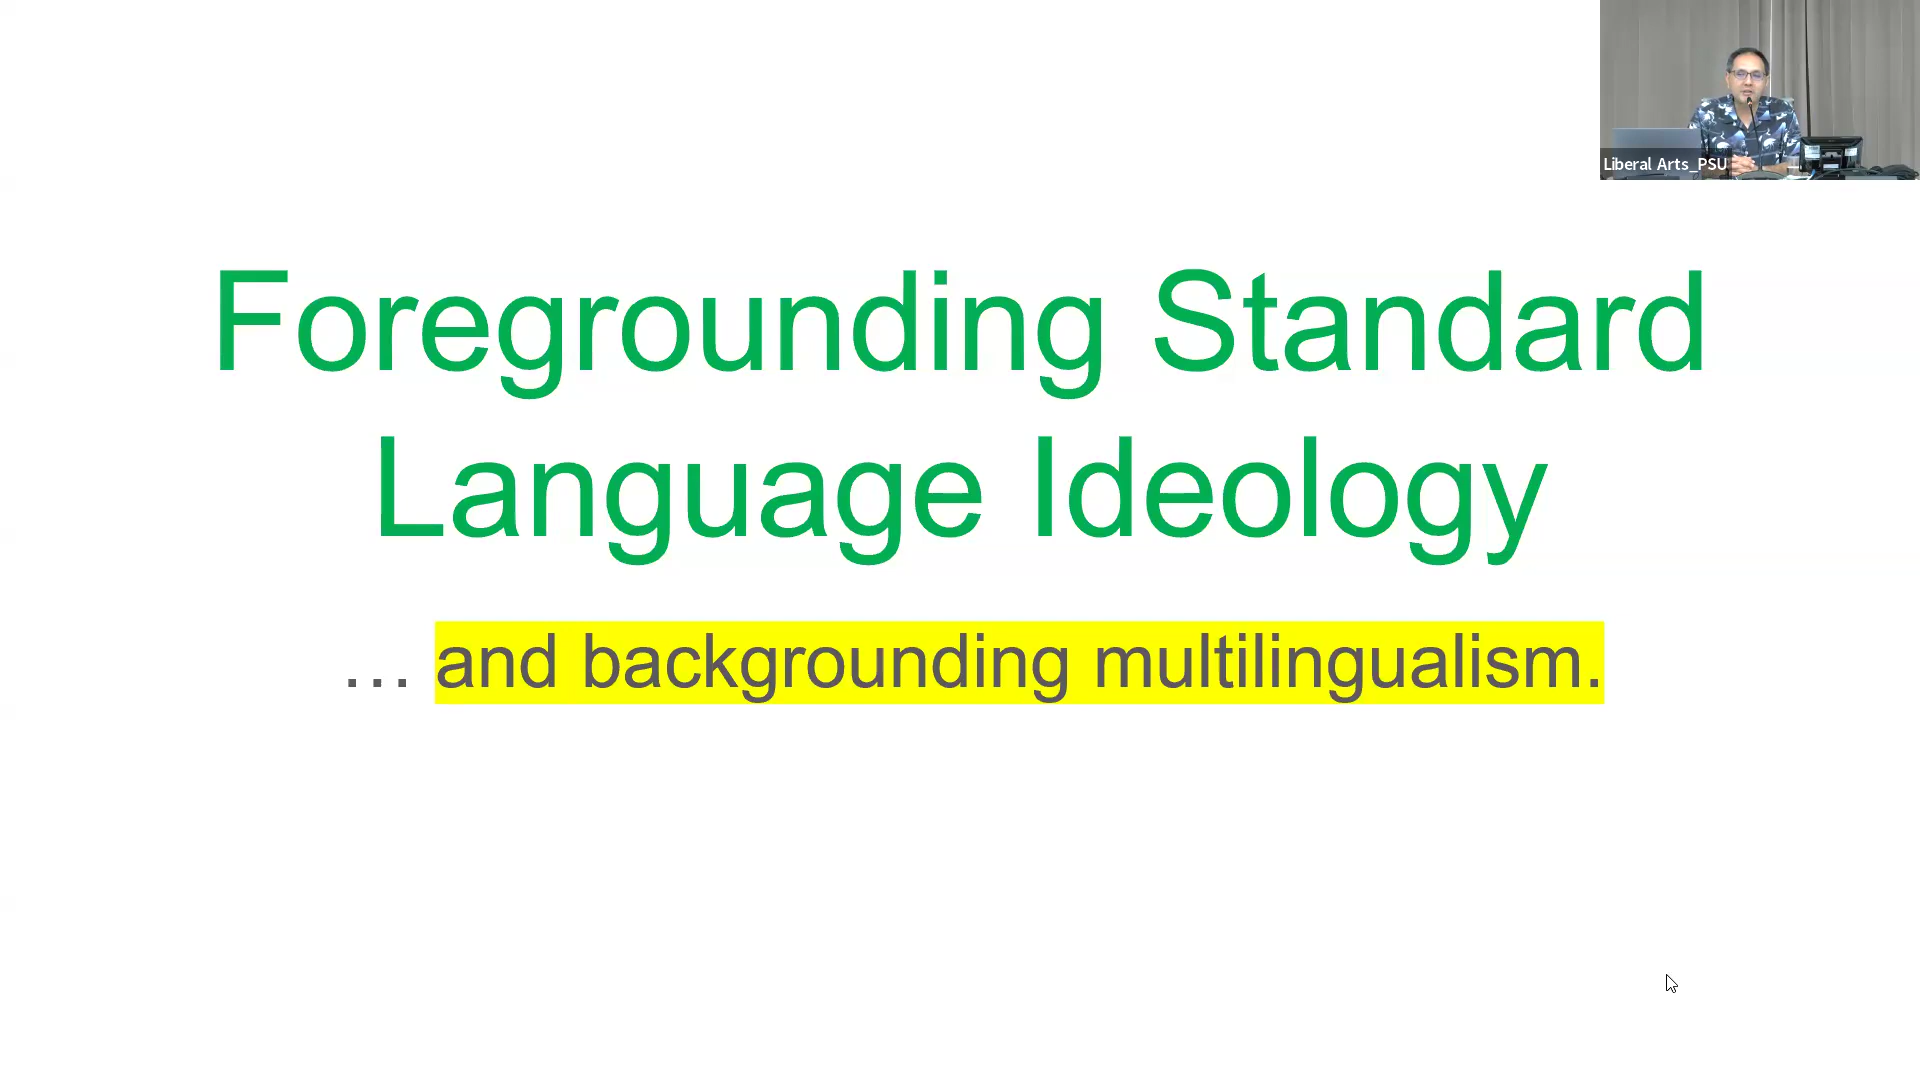 Liberal Arts_PSU
Foregrounding Standard
Language Ideology
... and backgrounding multilingualism.